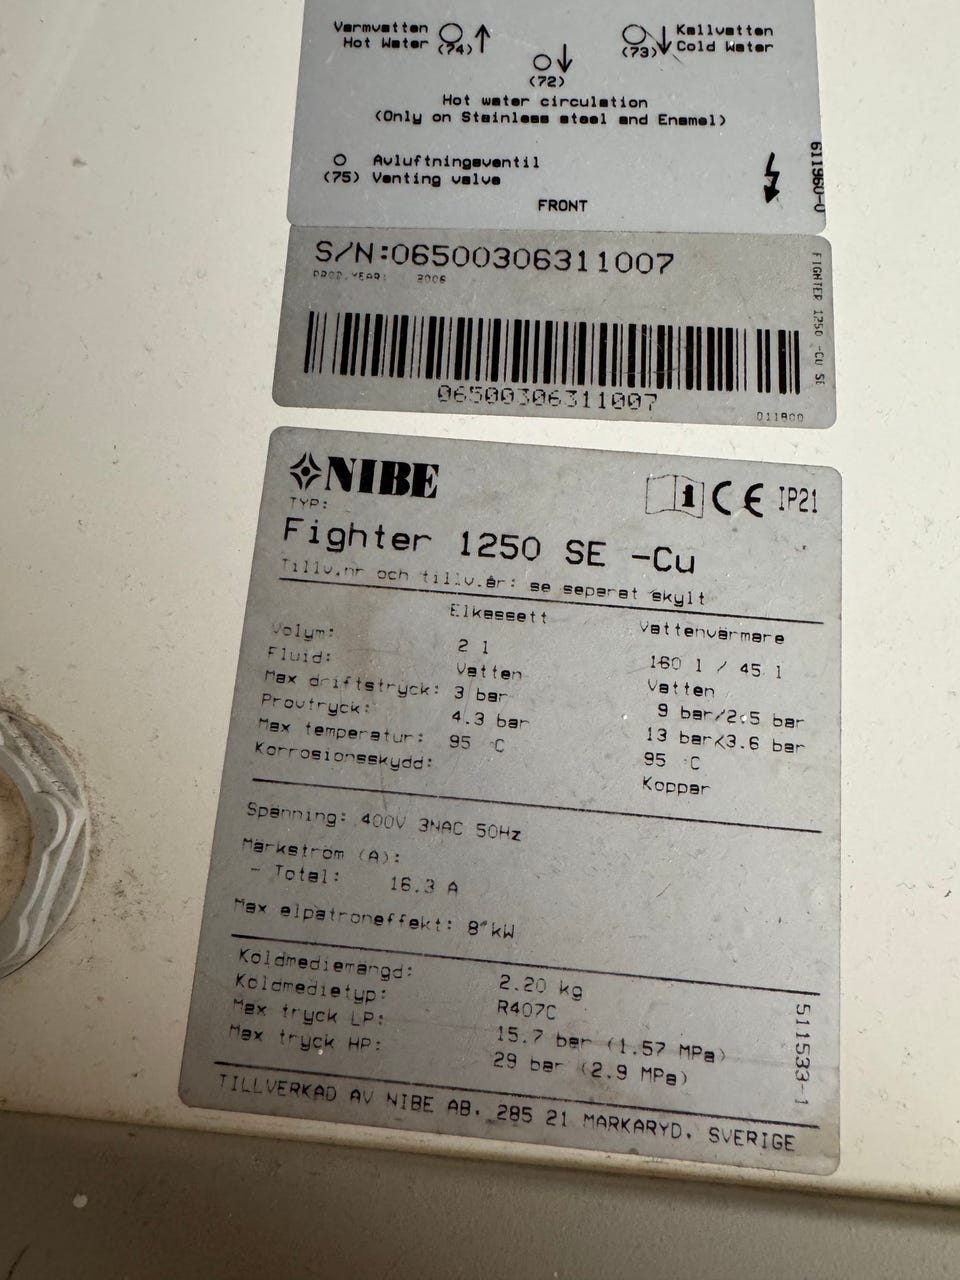 Varmvatten
Hot Water
(74)
Kallvatten
(73) Cold Water
(72)
Hot water circulation
(Only on Stainless steel and Enamel)
Avluftningsventil
(75) Venting valve
FRONT
611960-0
S/N:06500306311007
PROD.YEAR: 2006
FIGHTER 1250 -CU SE
06500306311007
011800
NIBE
i CE IP21
TYP:
Fighter 1250 SE -Cu
Tillv.nr och tillv.år: se separat skylt
Elkassett Vattenvärmare
Volym: 2 l 160 l / 45 l
Fluid: Vatten Vatten
Max driftstryck: 3 bar 9 bar/2.5 bar
Provtryck: 4.3 bar 13 bar/3.6 bar
Max temperatur: 95 °C 95 °C
Korrosionsskydd: Koppar
Spänning: 400V 3NAC 50Hz
Märkström (A):
- Total: 16.3 A
Max elpatroneffekt: 8 kW
Köldmediemängd: 2.20 kg
Köldmedietyp: R407C
Max tryck LP: 15.7 bar (1.57 MPa)
Max tryck HP: 29 bar (2.9 MPa)
511533-1
TILLVERKAD AV NIBE AB, 285 21 MARKARYD, SVERIGE